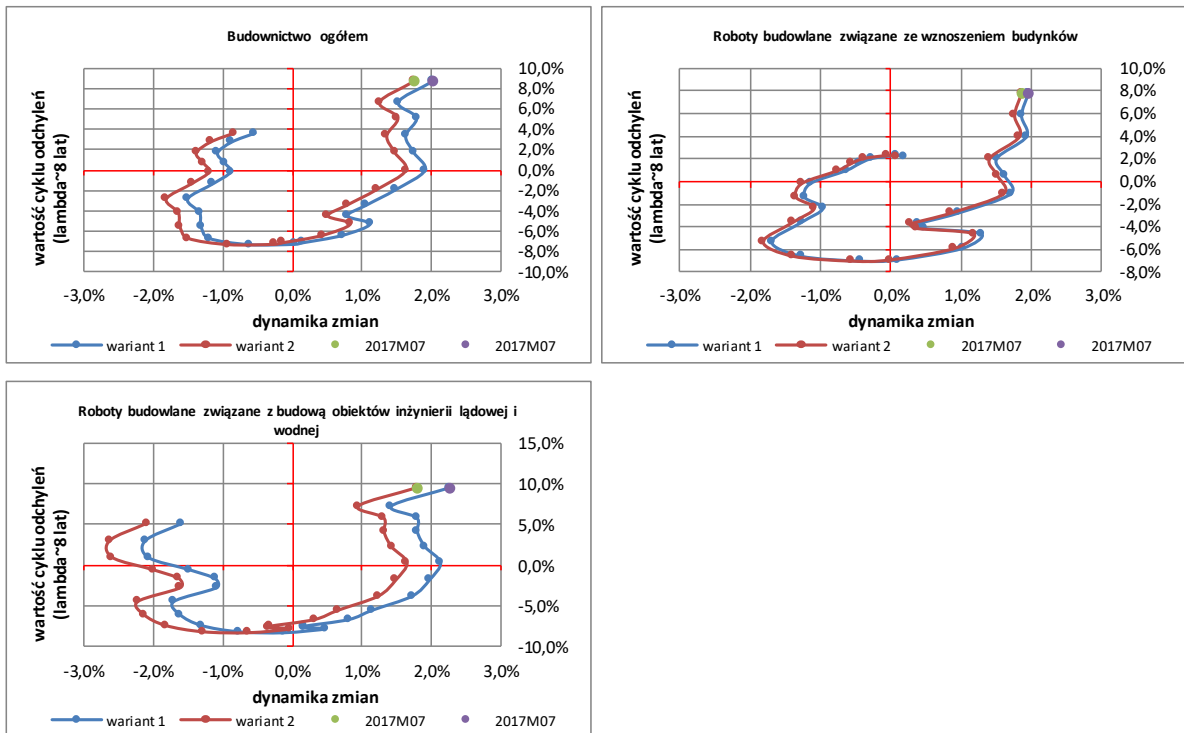 Budownictwo ogółem
10,0%
8,0%
6,0%
4,0%
2,0%
0,0%
-2,0%
-4,0%
-6,0%
-8,0%
-10,0%
wartość cyklu odchyleń
(lambda~8 lat)
-3,0% -2,0% -1,0% 0,0% 1,0% 2,0% 3,0%
dynamika zmian
wariant 1 wariant 2 2017M07 2017M07
Roboty budowlane związane ze wznoszeniem budynków
10,0%
8,0%
6,0%
4,0%
2,0%
0,0%
-2,0%
-4,0%
-6,0%
-8,0%
wartość cyklu odchyleń
(lambda~8 lat)
-3,0% -2,0% -1,0% 0,0% 1,0% 2,0% 3,0%
dynamika zmian
wariant 1 wariant 2 2017M07 2017M07
Roboty budowlane związane z budową obiektów inżynierii lądowej i
wodnej
15,0%
10,0%
5,0%
0,0%
-5,0%
-10,0%
wartość cyklu odchyleń
(lambda~8 lat)
-3,0% -2,0% -1,0% 0,0% 1,0% 2,0% 3,0%
dynamika zmian
wariant 1 wariant 2 2017M07 2017M07